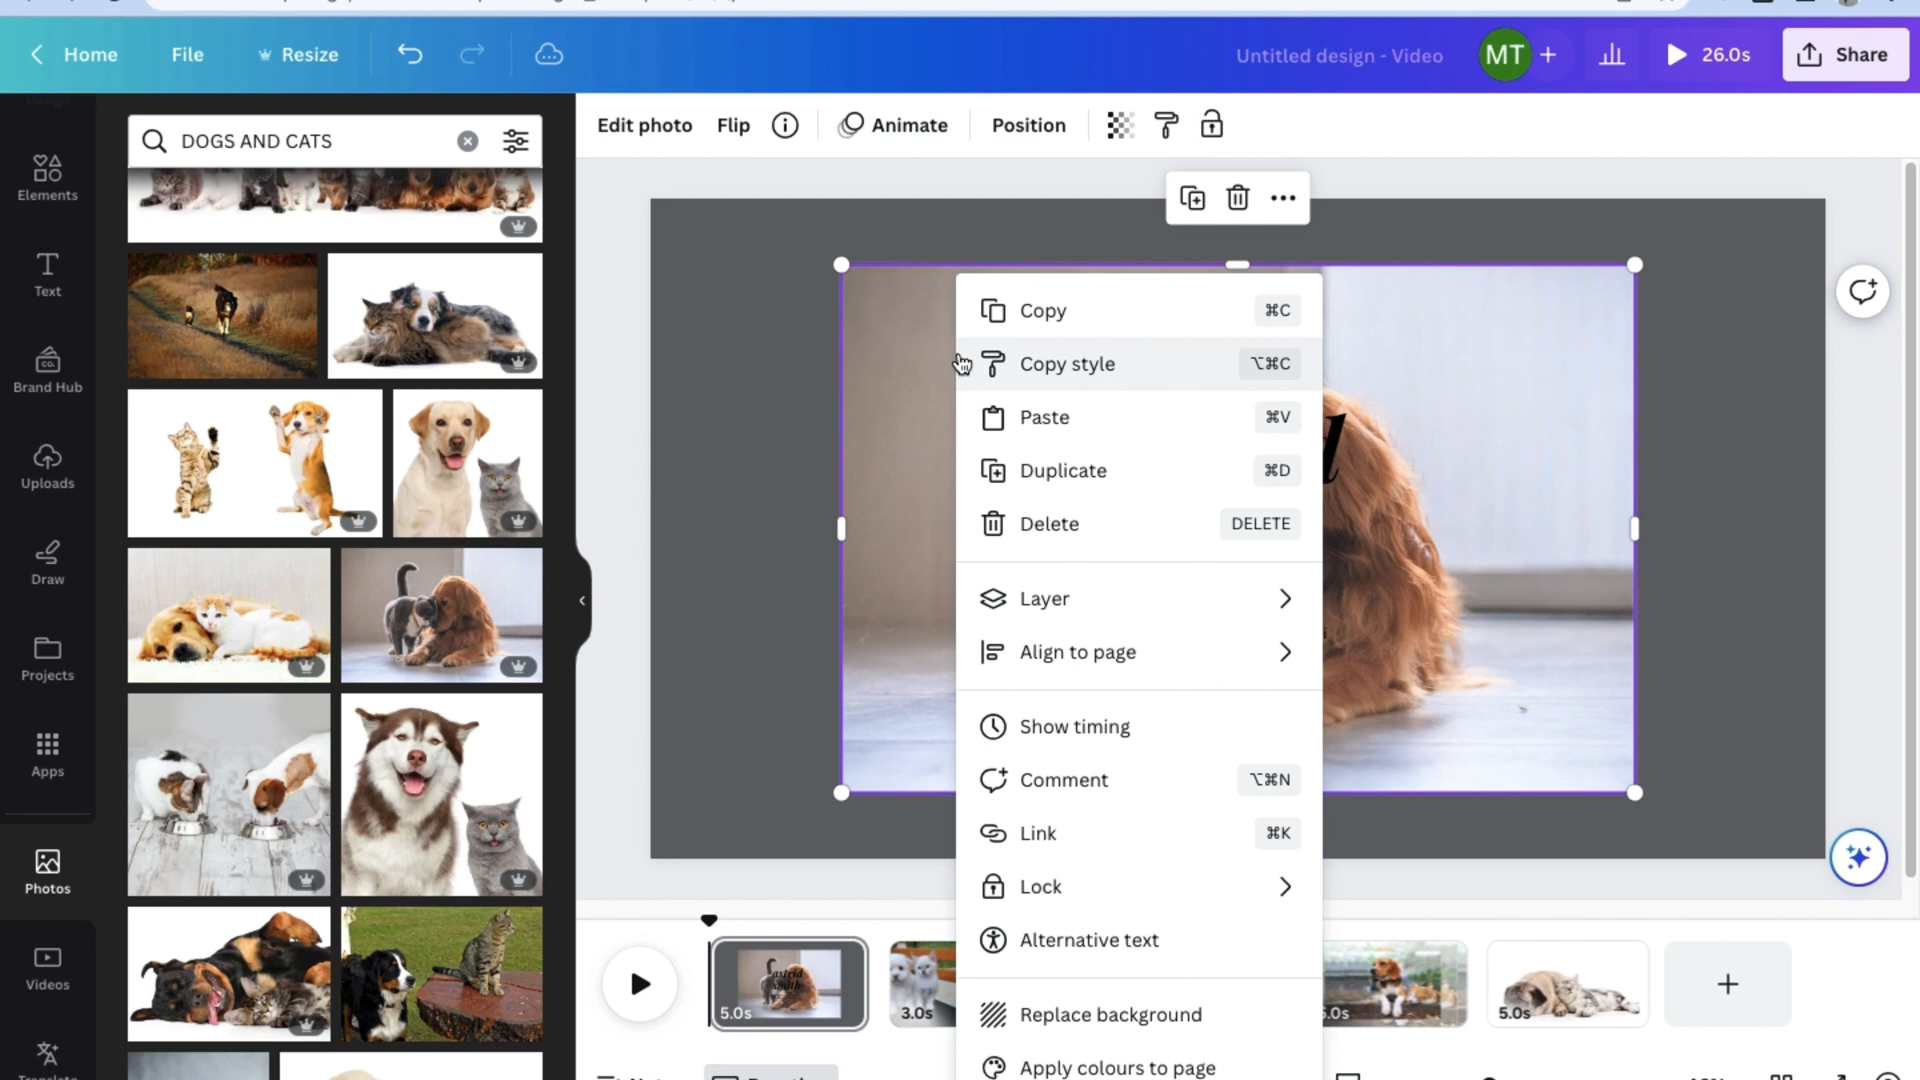 Home
File
Resize
Untitled design - Video
MT
26.0s
Share
Elements
Text
Brand Hub
Uploads
Draw
Projects
Apps
Photos
Videos
DOGS AND CATS
Edit photo
Flip
Animate
Position
Copy ⌘C
Copy style ⌥⌘C
Paste ⌘V
Duplicate ⌘D
Delete DELETE
Layer
Align to page
Show timing
Comment ⌥⌘N
Link ⌘K
Lock
Alternative text
Replace background
Apply colours to page
astrid
smith
5.0s
3.0s
5.0s